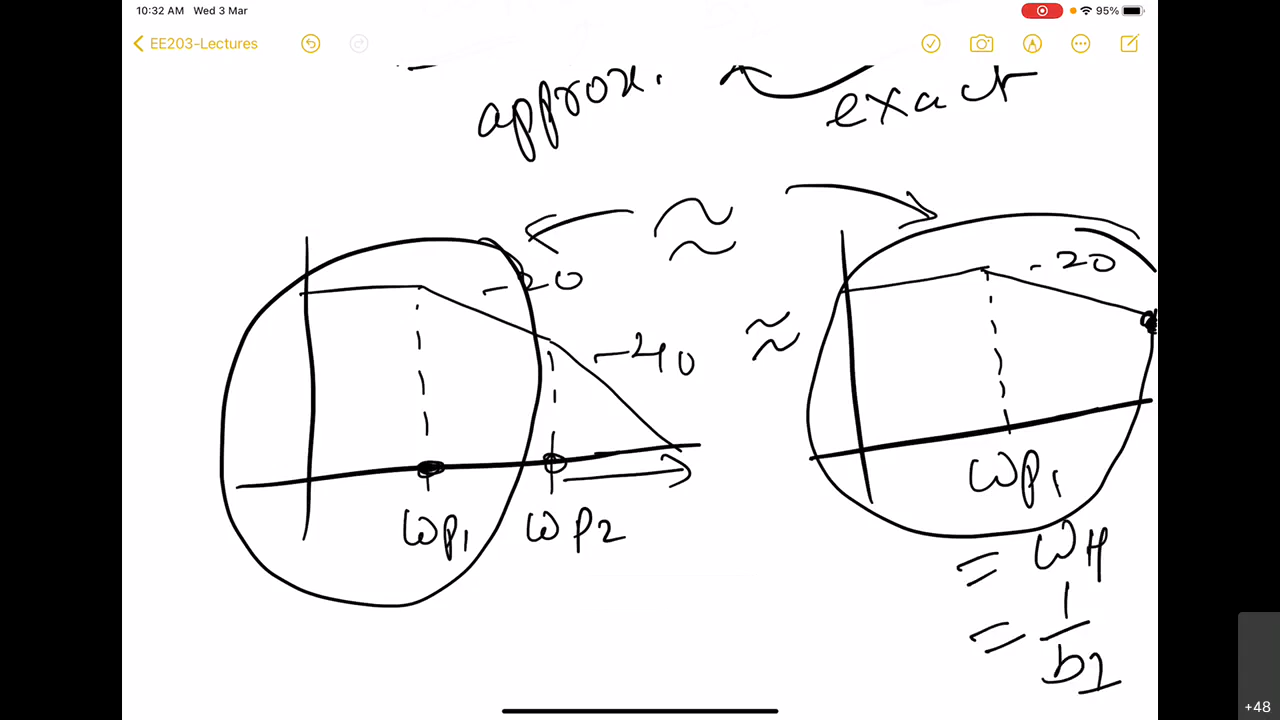 10:32 AM Wed 3 Mar
95%
EE203-Lectures
approx.
exact
≈
-20
-20
≈
-40
ωp1
ωp2
ωp1
= ωH
= 1/b1
+48